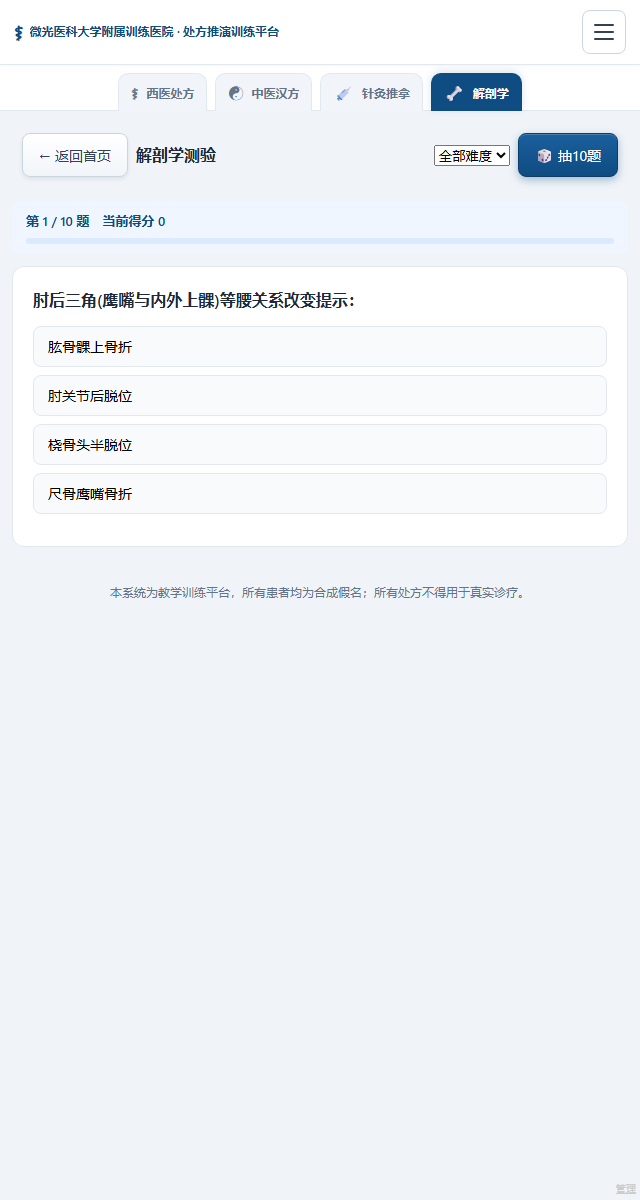 微光医科大学附属训练医院 · 处方推演训练平台
西医处方 中医汉方 针灸推拿 解剖学
← 返回首页 解剖学测验 全部难度 抽10题
第 1 / 10 题 当前得分 0
肘后三角(鹰嘴与内外上髁)等腰关系改变提示：
肱骨髁上骨折
肘关节后脱位
桡骨头半脱位
尺骨鹰嘴骨折
本系统为教学训练平台，所有患者均为合成假名；所有处方不得用于真实诊疗。
管理